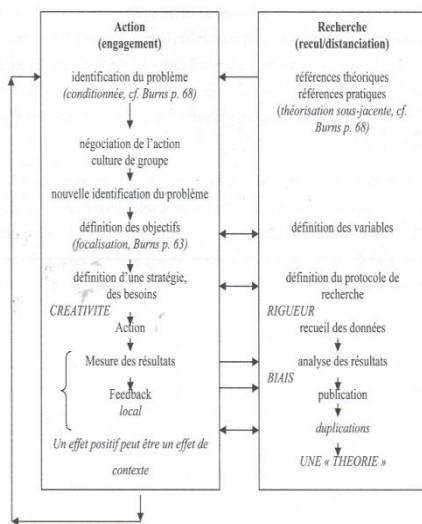 Action
(engagement)
identification du problème
(conditionnée, cf. Burns p. 68)
négociation de l'action
culture de groupe
nouvelle identification du problème
définition des objectifs
(focalisation, Burns p. 63)
définition d'une stratégie,
des besoins
CREATIVITE
Action
Mesure des résultats
Feedback
local
Un effet positif peut être un effet de
contexte
Recherche
(recul/distanciation)
références théoriques
références pratiques
(théorisation sous-jacente, cf.
Burns p. 68)
définition des variables
définition du protocole de
recherche
RIGUEUR
recueil des données
analyse des résultats
BIAIS
publication
duplications
UNE « THEORIE »